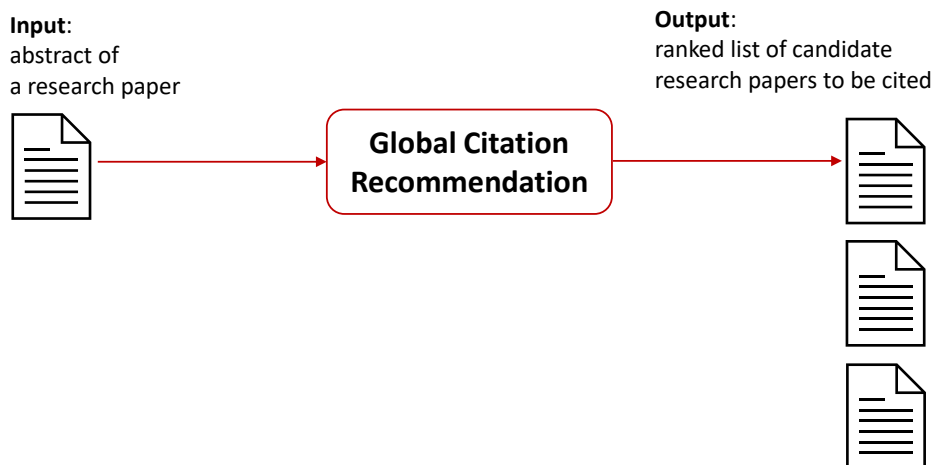 Input:
abstract of
a research paper
Output:
ranked list of candidate
research papers to be cited
Global Citation
Recommendation